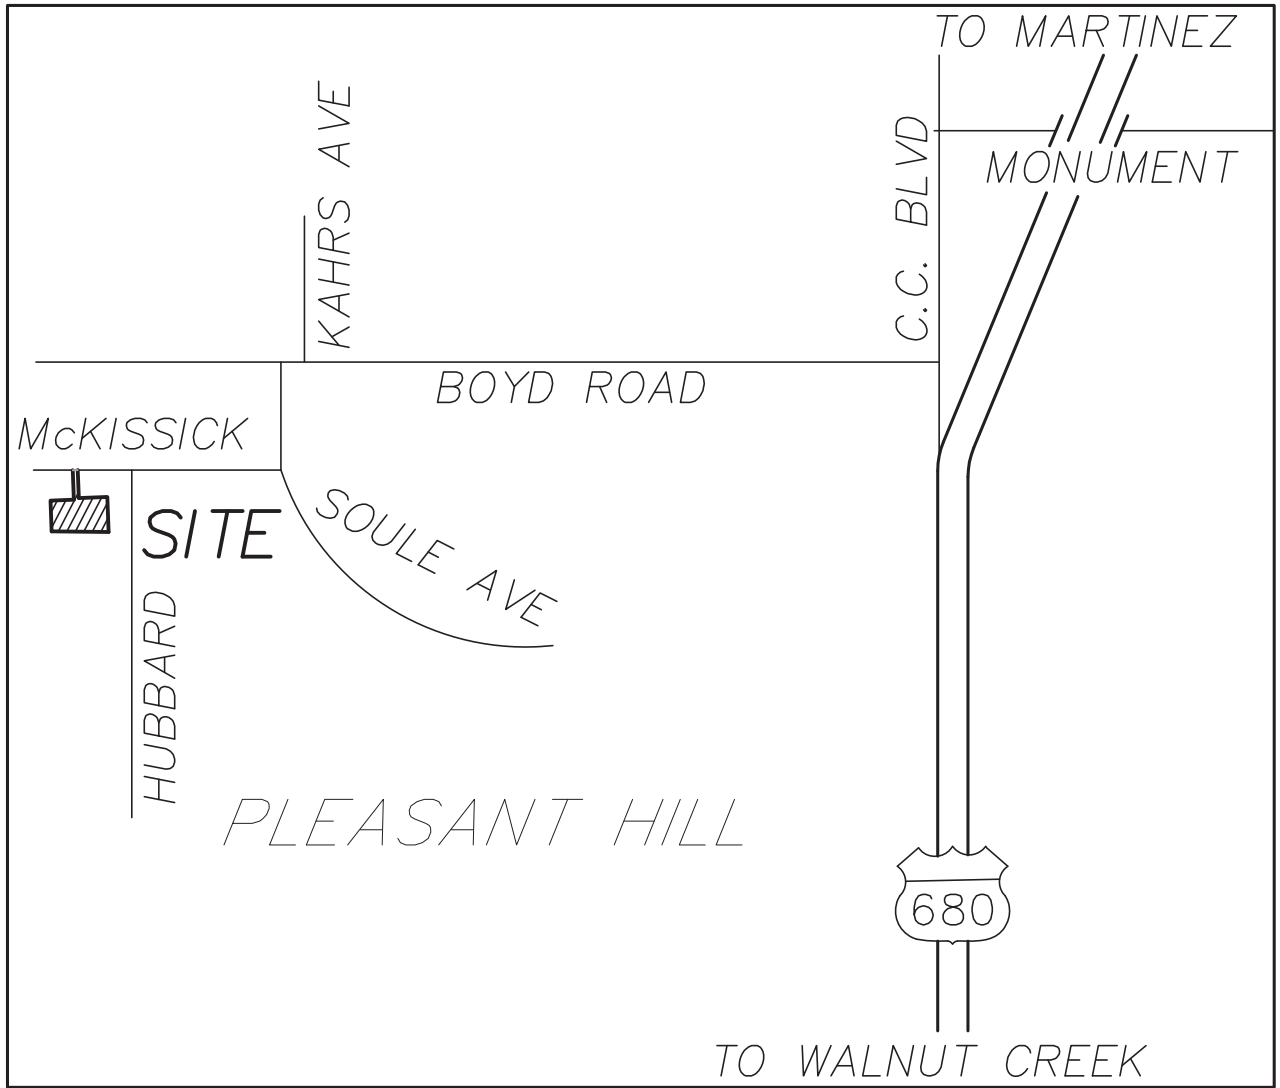 TO MARTINEZ
KAHRS AVE
C.C. BLVD
MONUMENT
BOYD ROAD
McKISSICK
SITE
SOULE AVE
HUBBARD
PLEASANT HILL
680
TO WALNUT CREEK